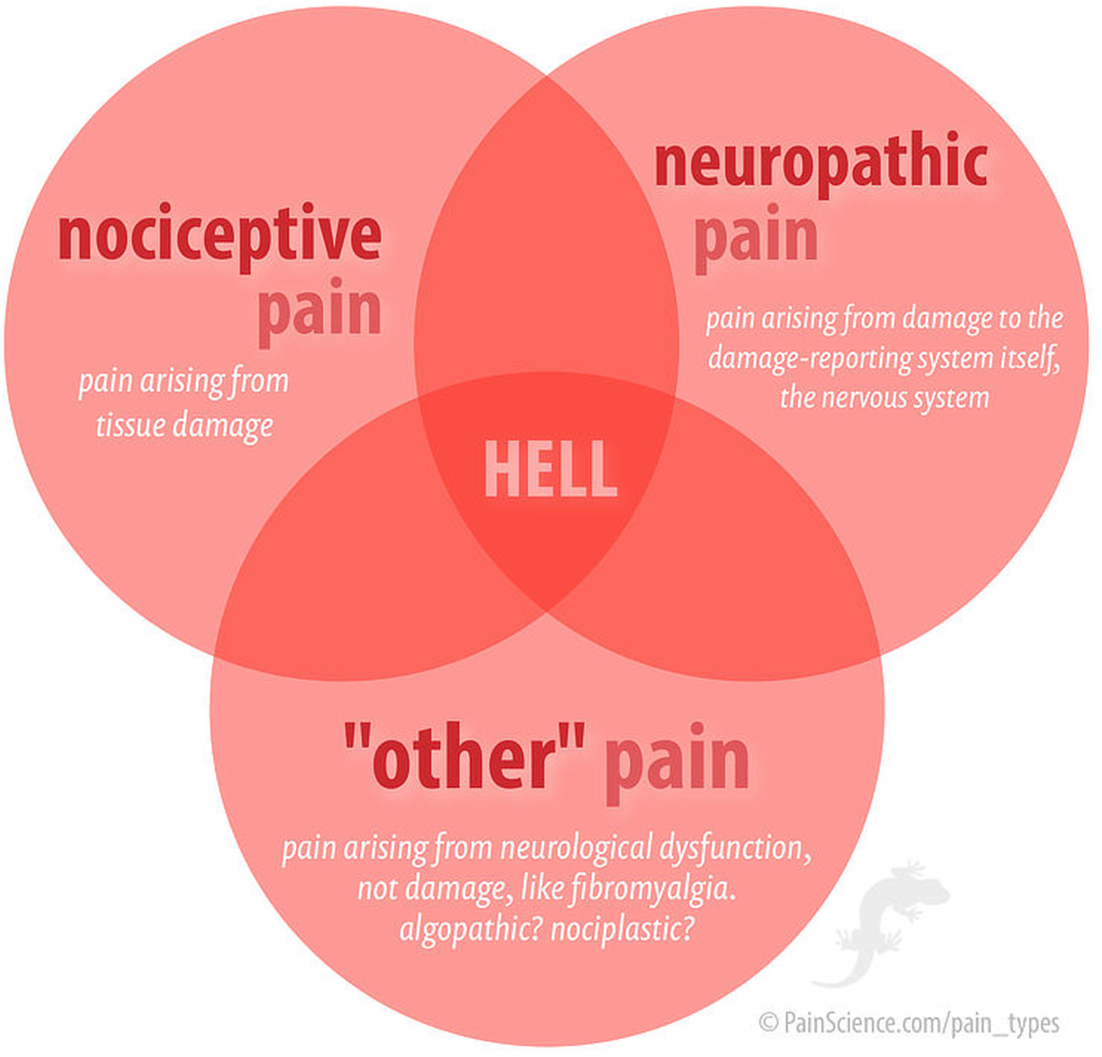 nociceptive
pain
pain arising from
tissue damage
neuropathic
pain
pain arising from damage to the
damage-reporting system itself,
the nervous system
HELL
"other" pain
pain arising from neurological dysfunction,
not damage, like fibromyalgia.
algopathic? nociplastic?
© PainScience.com/pain_types